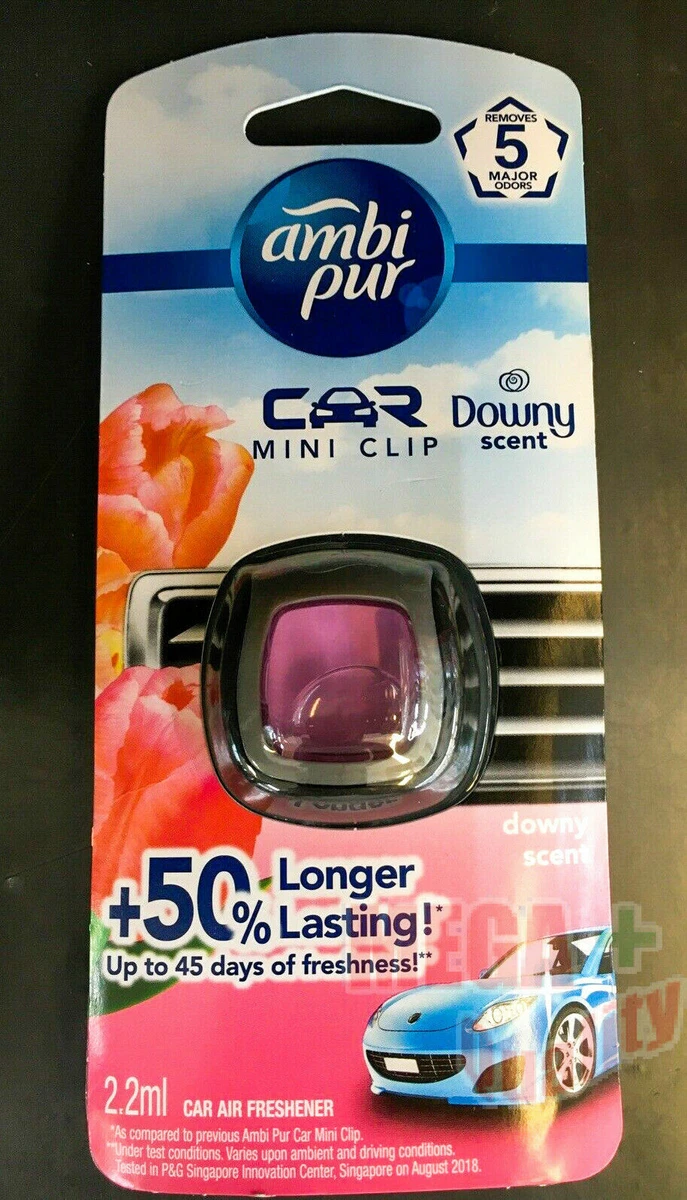 REMOVES
5
MAJOR
ODORS
ambi
pur
CAR
MINI CLIP
Downy
scent
downy
scent
+50% Longer
Lasting!*
Up to 45 days of freshness!**
MEGA+
2.2ml CAR AIR FRESHENER
*As compared to previous Ambi Pur Car Mini Clip.
**Under test conditions. Varies upon ambient and driving conditions.
Tested in P&G Singapore Innovation Center, Singapore on August 2018.